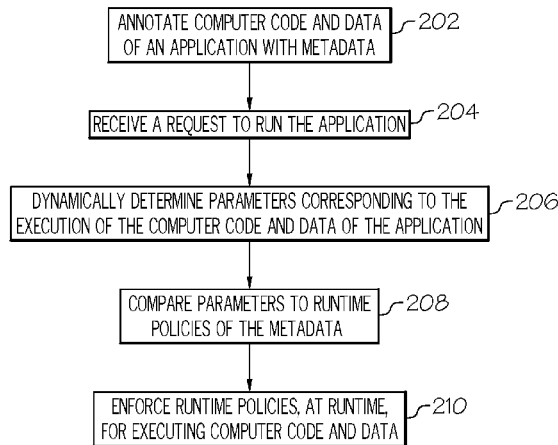 ANNOTATE COMPUTER CODE AND DATA
OF AN APPLICATION WITH METADATA
202
RECEIVE A REQUEST TO RUN THE APPLICATION
204
DYNAMICALLY DETERMINE PARAMETERS CORRESPONDING TO THE
EXECUTION OF THE COMPUTER CODE AND DATA OF THE APPLICATION
206
COMPARE PARAMETERS TO RUNTIME
POLICIES OF THE METADATA
208
ENFORCE RUNTIME POLICIES, AT RUNTIME,
FOR EXECUTING COMPUTER CODE AND DATA
210